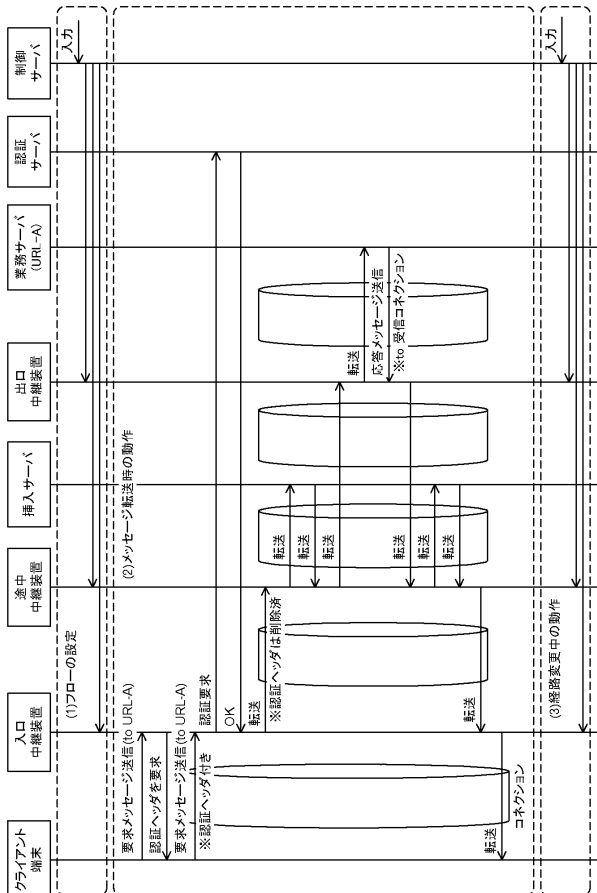 クライアント
端末
入口
中継装置
途中
中継装置
挿入サーバ
出口
中継装置
業務サーバ
(URL-A)
認証
サーバ
制御
サーバ
(1)フローの設定
入力
(2)メッセージ転送時の動作
要求メッセージ送信(to URL-A)
認証ヘッダを要求
要求メッセージ送信(to URL-A)
※認証ヘッダ付き
認証要求
OK
転送
※認証ヘッダは削除済
転送
転送
転送
転送
応答メッセージ送信
※to 受信コネクション
転送
転送
転送
転送
転送
コネクション
(3)経路変更中の動作
入力